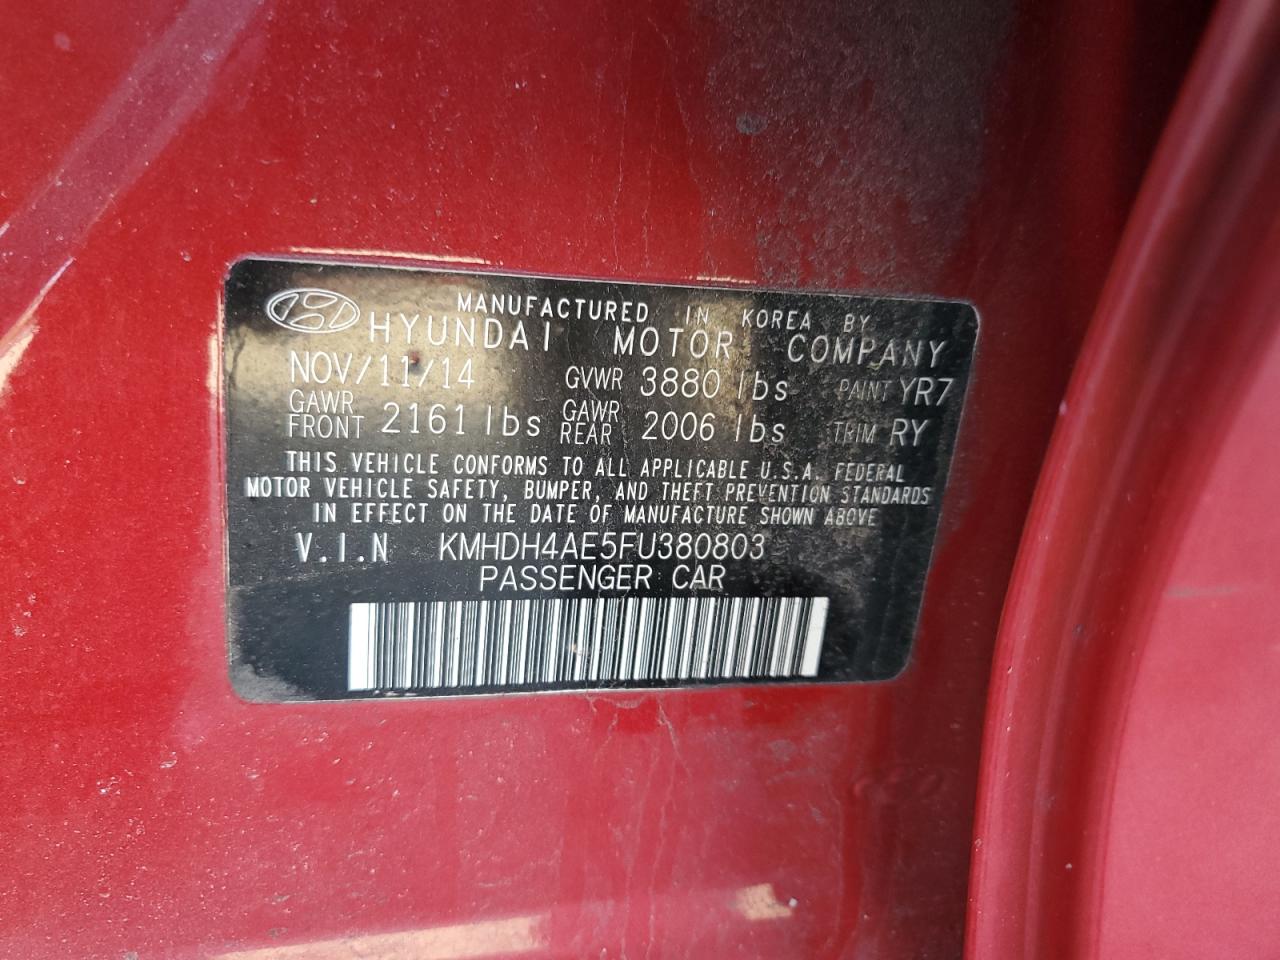 MANUFACTURED IN KOREA BY
HYUNDAI MOTOR COMPANY
NOV/11/14 GVWR 3880 lbs PAINT YR7
GAWR FRONT 2161 lbs GAWR REAR 2006 lbs TRIM RY
THIS VEHICLE CONFORMS TO ALL APPLICABLE U.S.A. FEDERAL
MOTOR VEHICLE SAFETY, BUMPER, AND THEFT PREVENTION STANDARDS
IN EFFECT ON THE DATE OF MANUFACTURE SHOWN ABOVE
V.I.N KMHDH4AE5FU380803
PASSENGER CAR